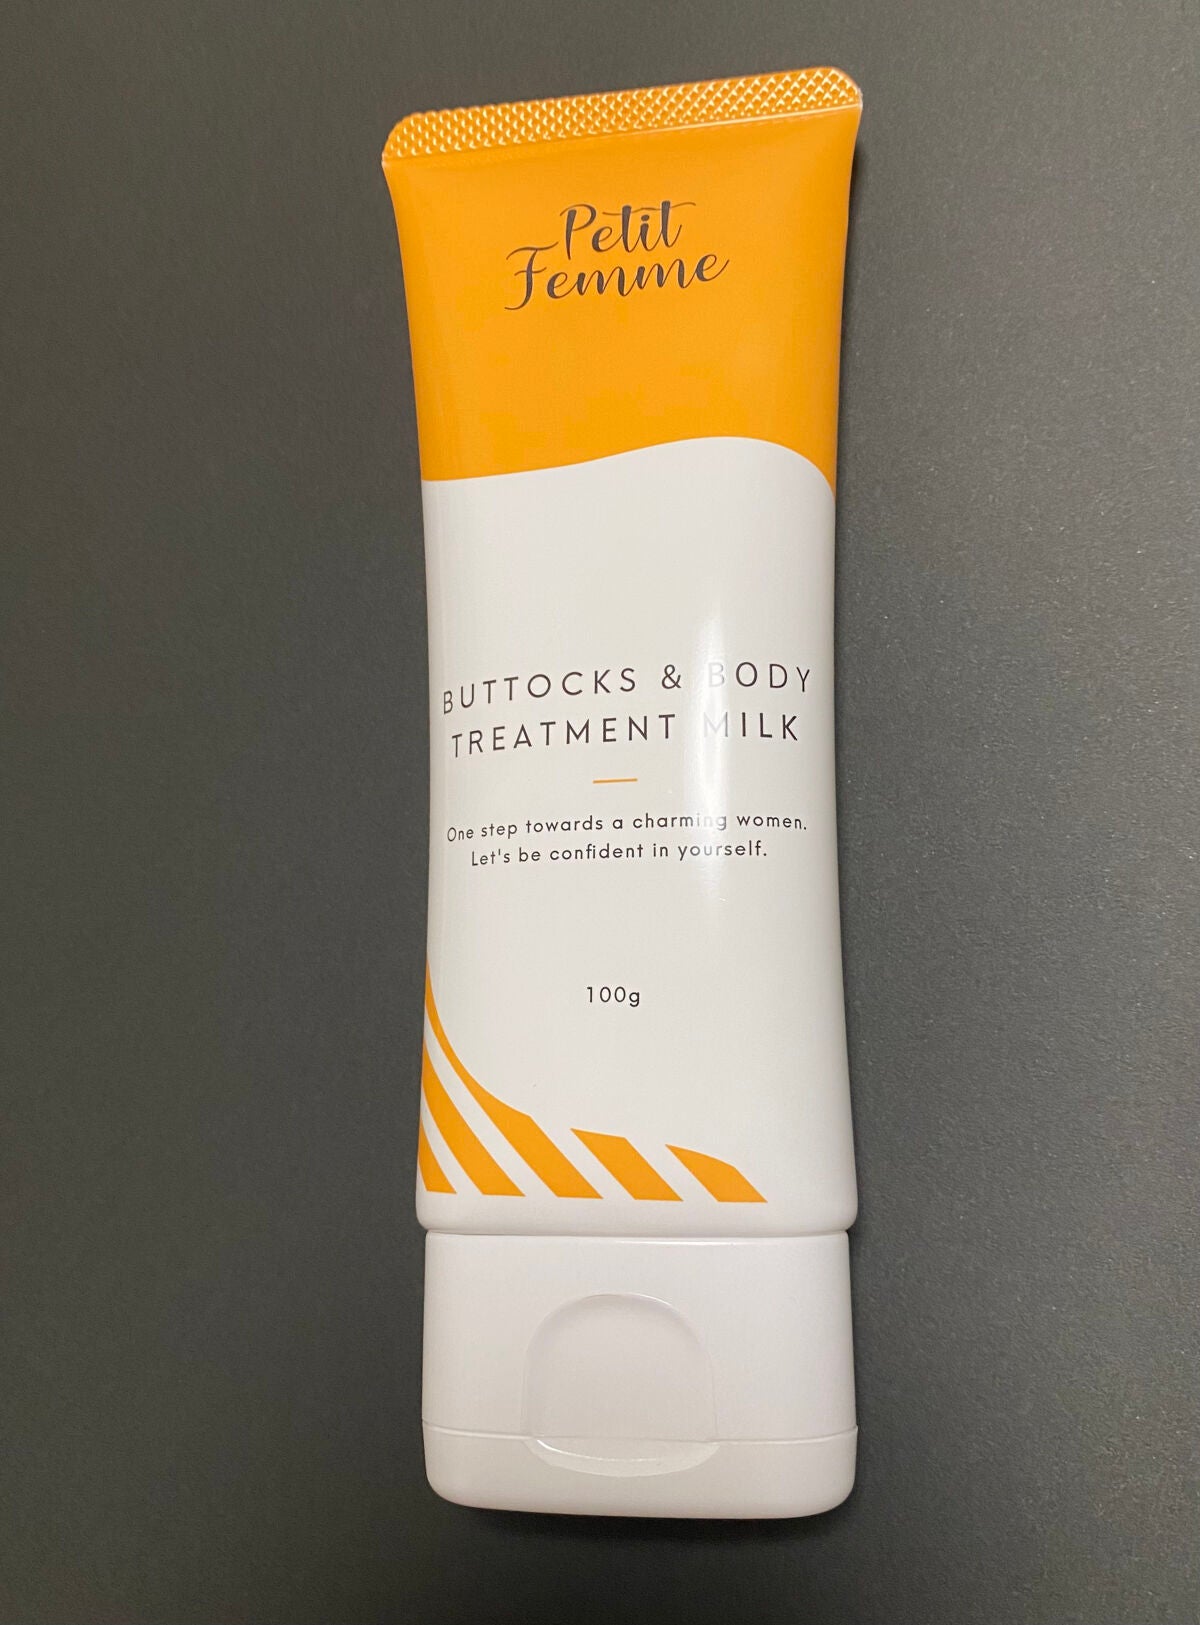 Petit
Femme
BUTTOCKS & BODY
TREATMENT MILK
One step towards a charming women.
Let's be confident in yourself.
100g